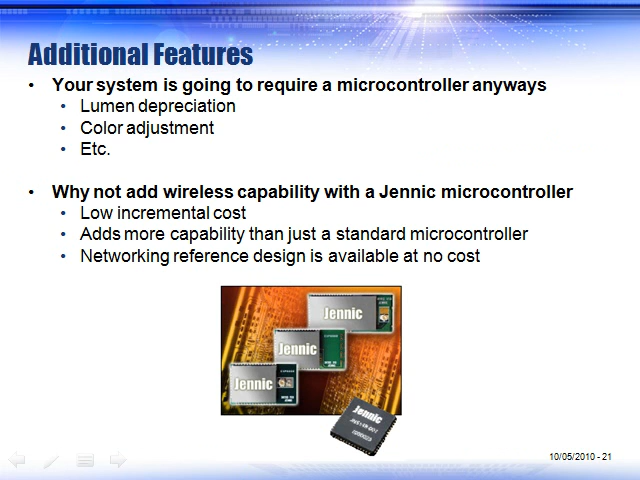 Additional Features
• Your system is going to require a microcontroller anyways
• Lumen depreciation
• Color adjustment
• Etc.
• Why not add wireless capability with a Jennic microcontroller
• Low incremental cost
• Adds more capability than just a standard microcontroller
• Networking reference design is available at no cost
Jennic
Jennic
Jennic
Jennic
10/05/2010 - 21